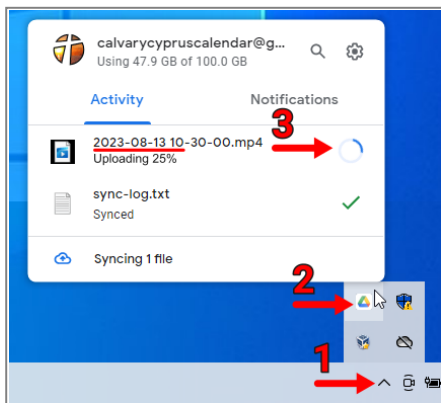 calvarycypruscalendar@g...
Using 47.9 GB of 100.0 GB
Activity
Notifications
3
2023-08-13 10-30-00.mp4
Uploading 25%
sync-log.txt
Synced
Syncing 1 file
2
1